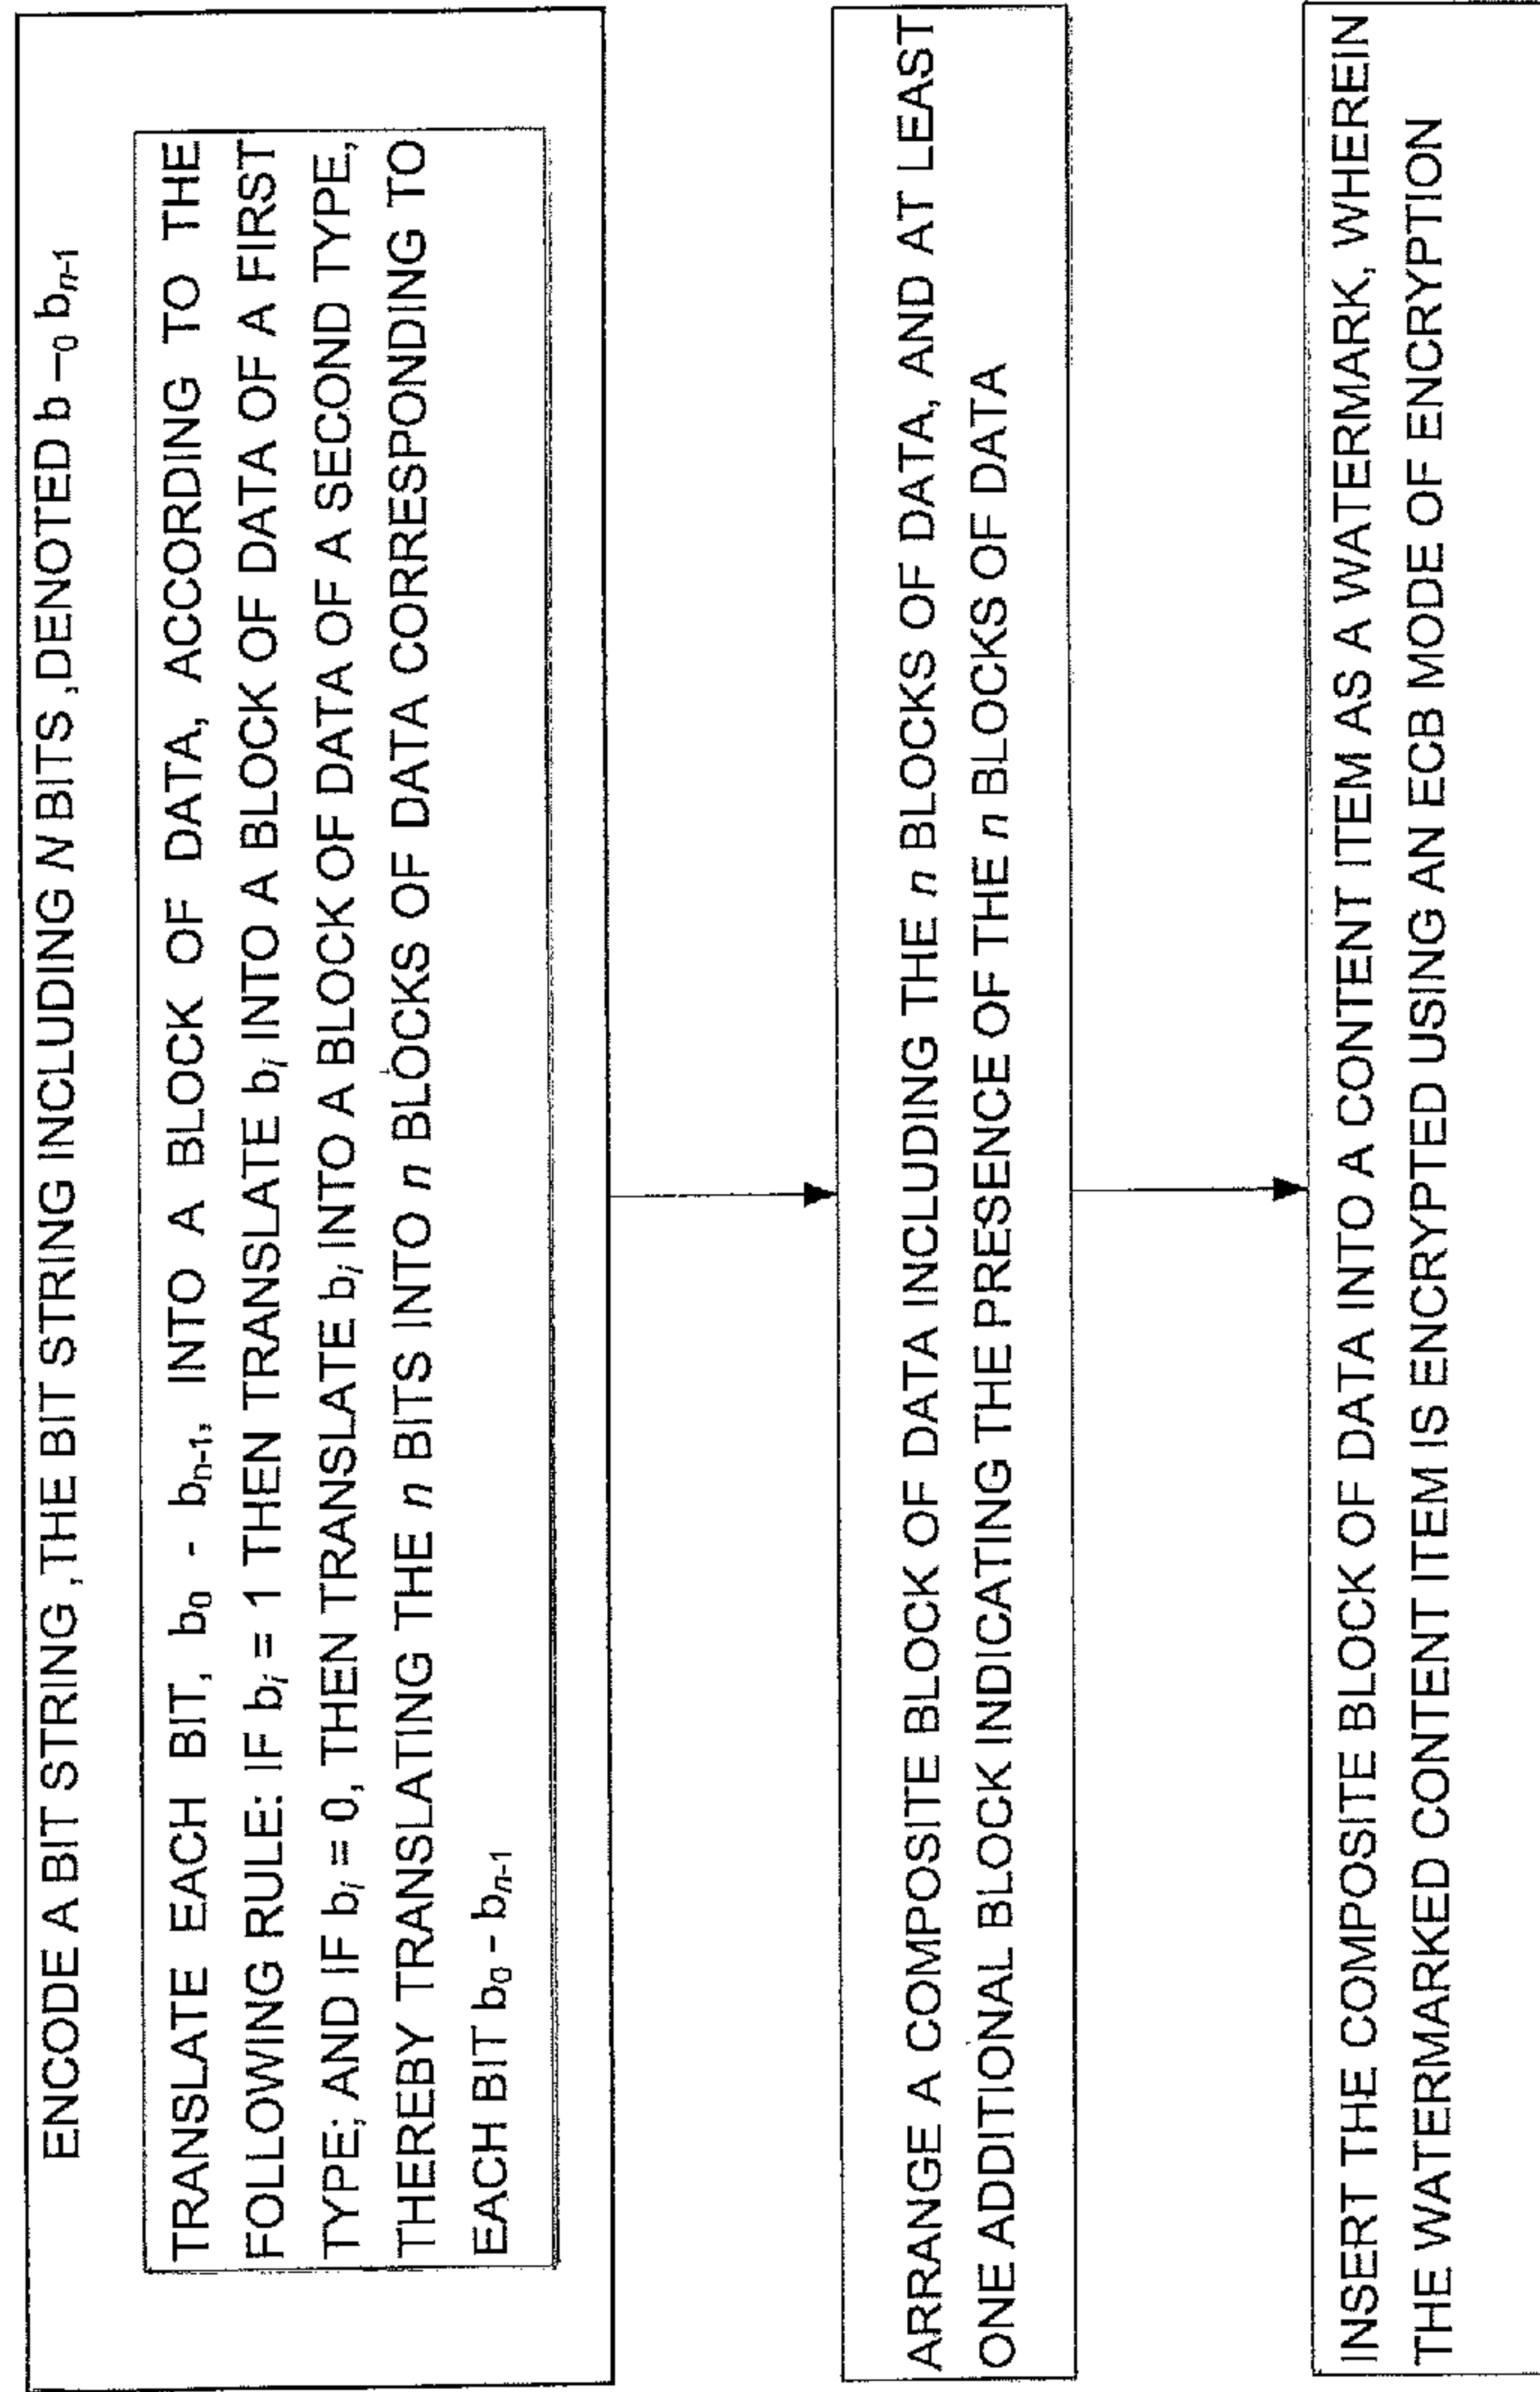 ENCODE A BIT STRING ,THE BIT STRING INCLUDING N BITS ,DENOTED b –₀ bₙ₋₁
TRANSLATE EACH BIT, b₀ - bₙ₋₁, INTO A BLOCK OF DATA, ACCORDING TO THE
FOLLOWING RULE: IF bᵢ = 1 THEN TRANSLATE bᵢ INTO A BLOCK OF DATA OF A FIRST
TYPE; AND IF bᵢ = 0, THEN TRANSLATE bᵢ INTO A BLOCK OF DATA OF A SECOND TYPE,
THEREBY TRANSLATING THE n BITS INTO n BLOCKS OF DATA CORRESPONDING TO
EACH BIT b₀ - bₙ₋₁
ARRANGE A COMPOSITE BLOCK OF DATA INCLUDING THE n BLOCKS OF DATA, AND AT LEAST
ONE ADDITIONAL BLOCK INDICATING THE PRESENCE OF THE n BLOCKS OF DATA
INSERT THE COMPOSITE BLOCK OF DATA INTO A CONTENT ITEM AS A WATERMARK, WHEREIN
THE WATERMARKED CONTENT ITEM IS ENCRYPTED USING AN ECB MODE OF ENCRYPTION